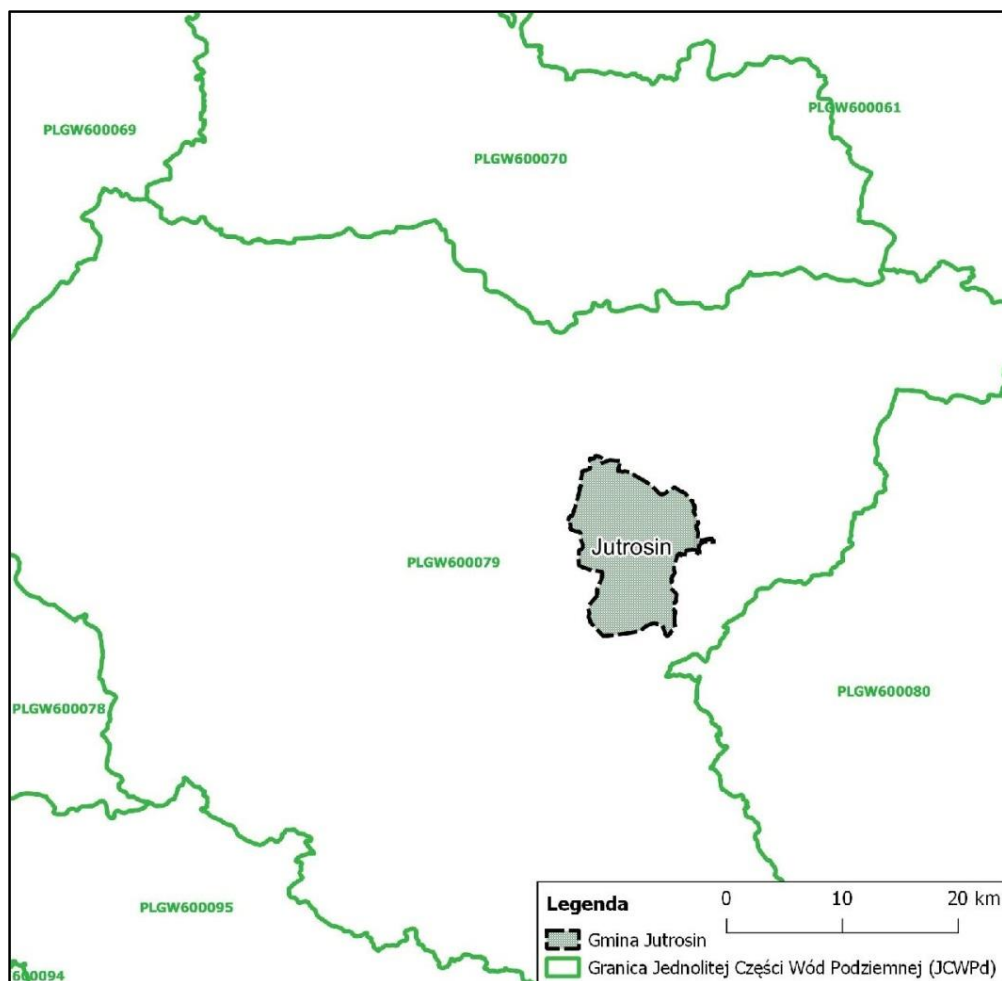 PLGW600061
PLGW600069
PLGW600070
Jutrosin
PLGW600079
PLGW600080
PLGW600078
PLGW600095
600094
Legenda
0 10 20 km
Gmina Jutrosin
Granica Jednolitej Części Wód Podziemnej (JCWPd)